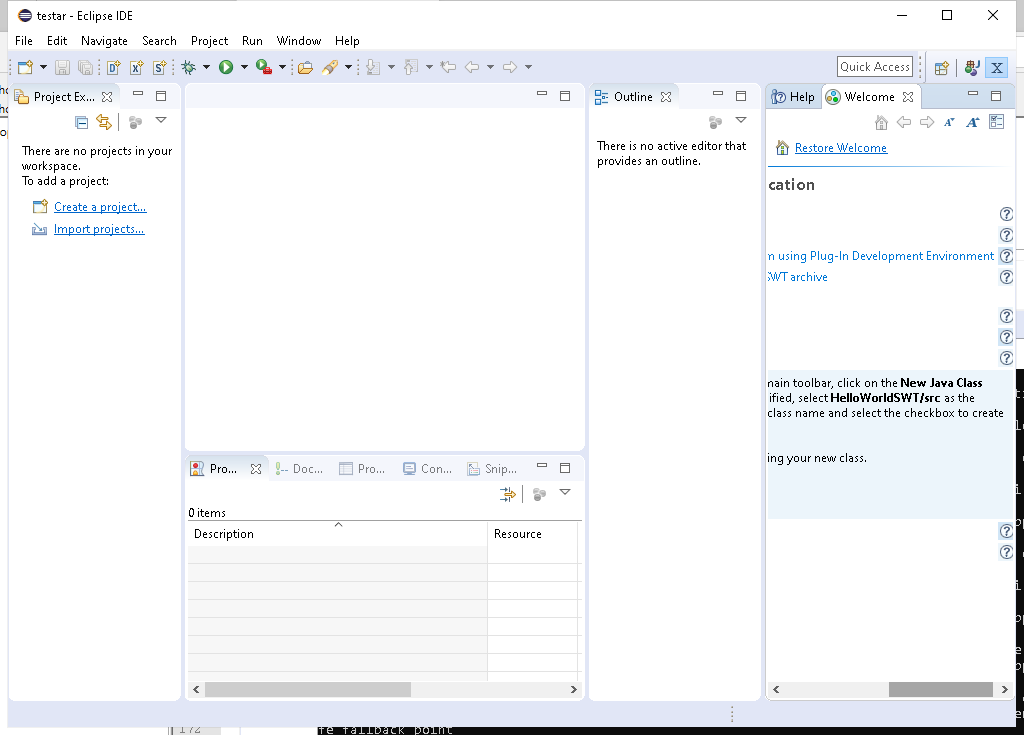 testar - Eclipse IDE
File Edit Navigate Search Project Run Window Help
Quick Access
Project Ex...
There are no projects in your
workspace.
To add a project:
Create a project...
Import projects...
Outline
There is no active editor that
provides an outline.
Help Welcome
Restore Welcome
cation
using Plug-In Development Environment
SWT archive
main toolbar, click on the New Java Class
ified, select HelloWorldSWT/src as the
class name and select the checkbox to create
ing your new class.
Pro... Doc... Pro... Con... Snip...
0 items
Description Resource
172
fe fallback point